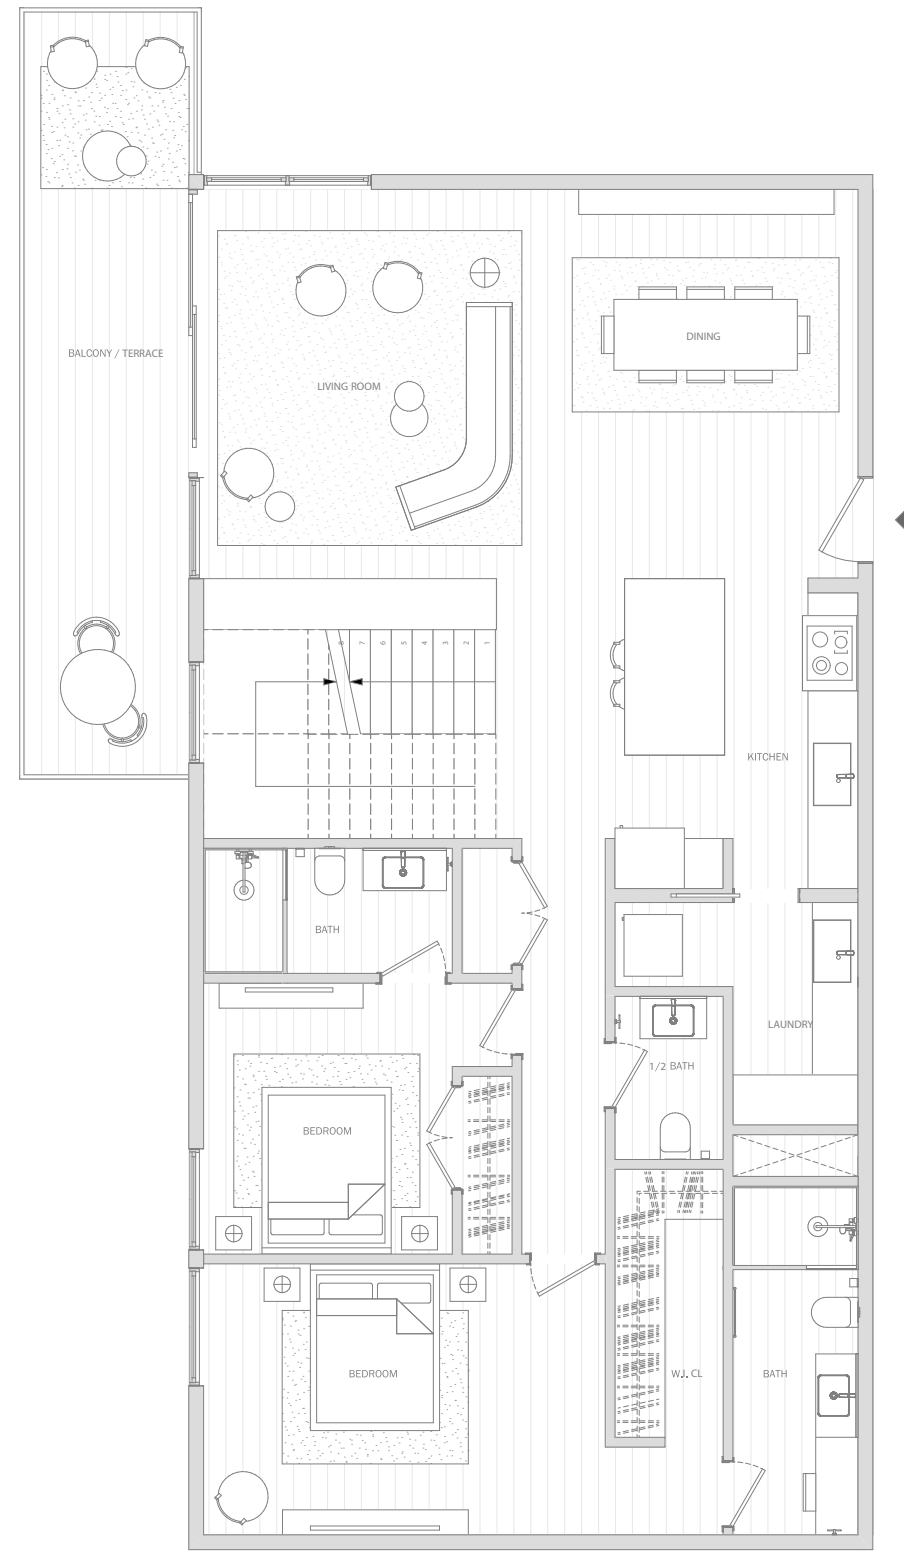 DINING
BALCONY / TERRACE
LIVING ROOM
8 7 6 5 4 3 2 1
KITCHEN
BATH
LAUNDRY
1/2 BATH
BEDROOM
BEDROOM
W.I. CL
BATH